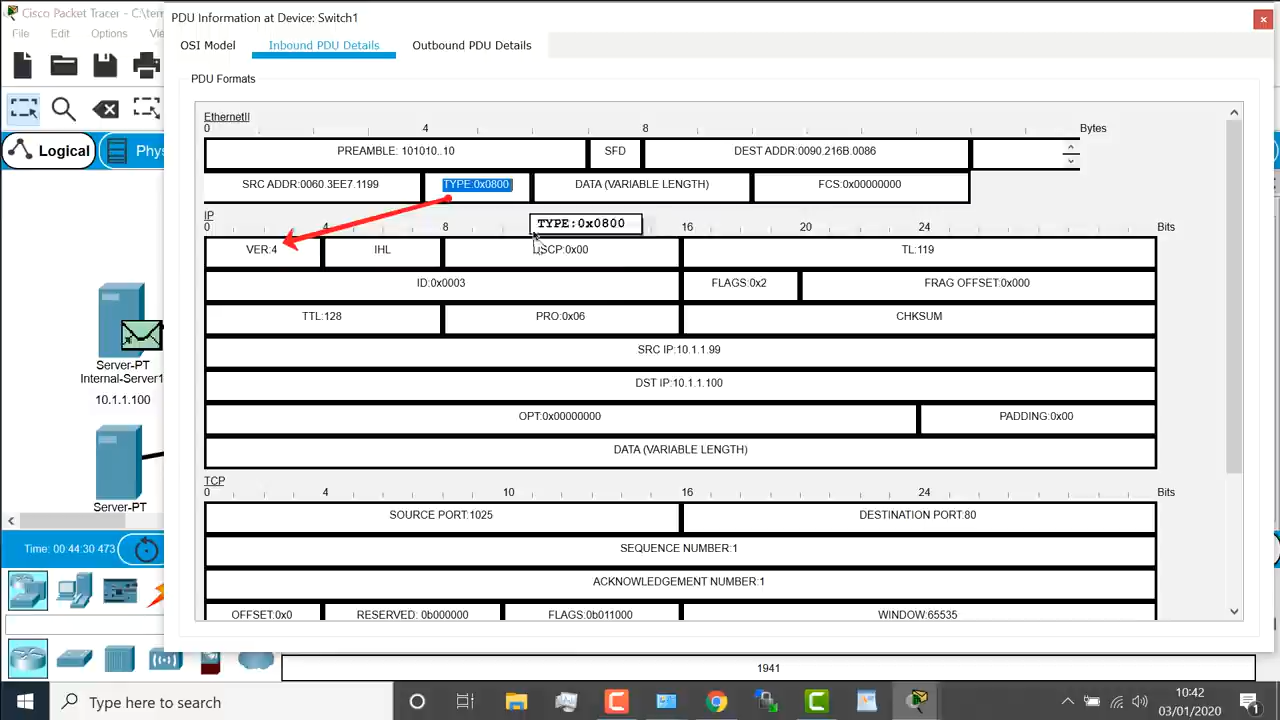 Cisco Packet Tracer - C:\ten
PDU Information at Device: Switch1
File
Edit
Options
OSI Model
Inbound PDU Details
Outbound PDU Details
PDU Formats
EthernetII
0
4
8
Bytes
PREAMBLE: 101010..10
SFD
DEST ADDR:0090.216B.0086
Logical
SRC ADDR:0060.3EE7.1199
TYPE:0x0800
DATA (VARIABLE LENGTH)
FCS:0x00000000
IP
0
4
8
16
20
24
Bits
TYPE:0x0800
VER:4
IHL
DSCP:0x00
TL:119
ID:0x0003
FLAGS:0x2
FRAG OFFSET:0x000
TTL:128
PRO:0x06
CHKSUM
SRC IP:10.1.1.99
Server-PT
Internal-Server1
10.1.1.100
DST IP:10.1.1.100
OPT:0x00000000
PADDING:0x00
DATA (VARIABLE LENGTH)
TCP
0
4
10
16
24
Bits
Server-PT
SOURCE PORT:1025
DESTINATION PORT:80
SEQUENCE NUMBER:1
Time: 00:44:30 473
ACKNOWLEDGEMENT NUMBER:1
OFFSET:0x0
RESERVED: 0b000000
FLAGS:0b011000
WINDOW:65535
1941
Type here to search
10:42
03/01/2020
1